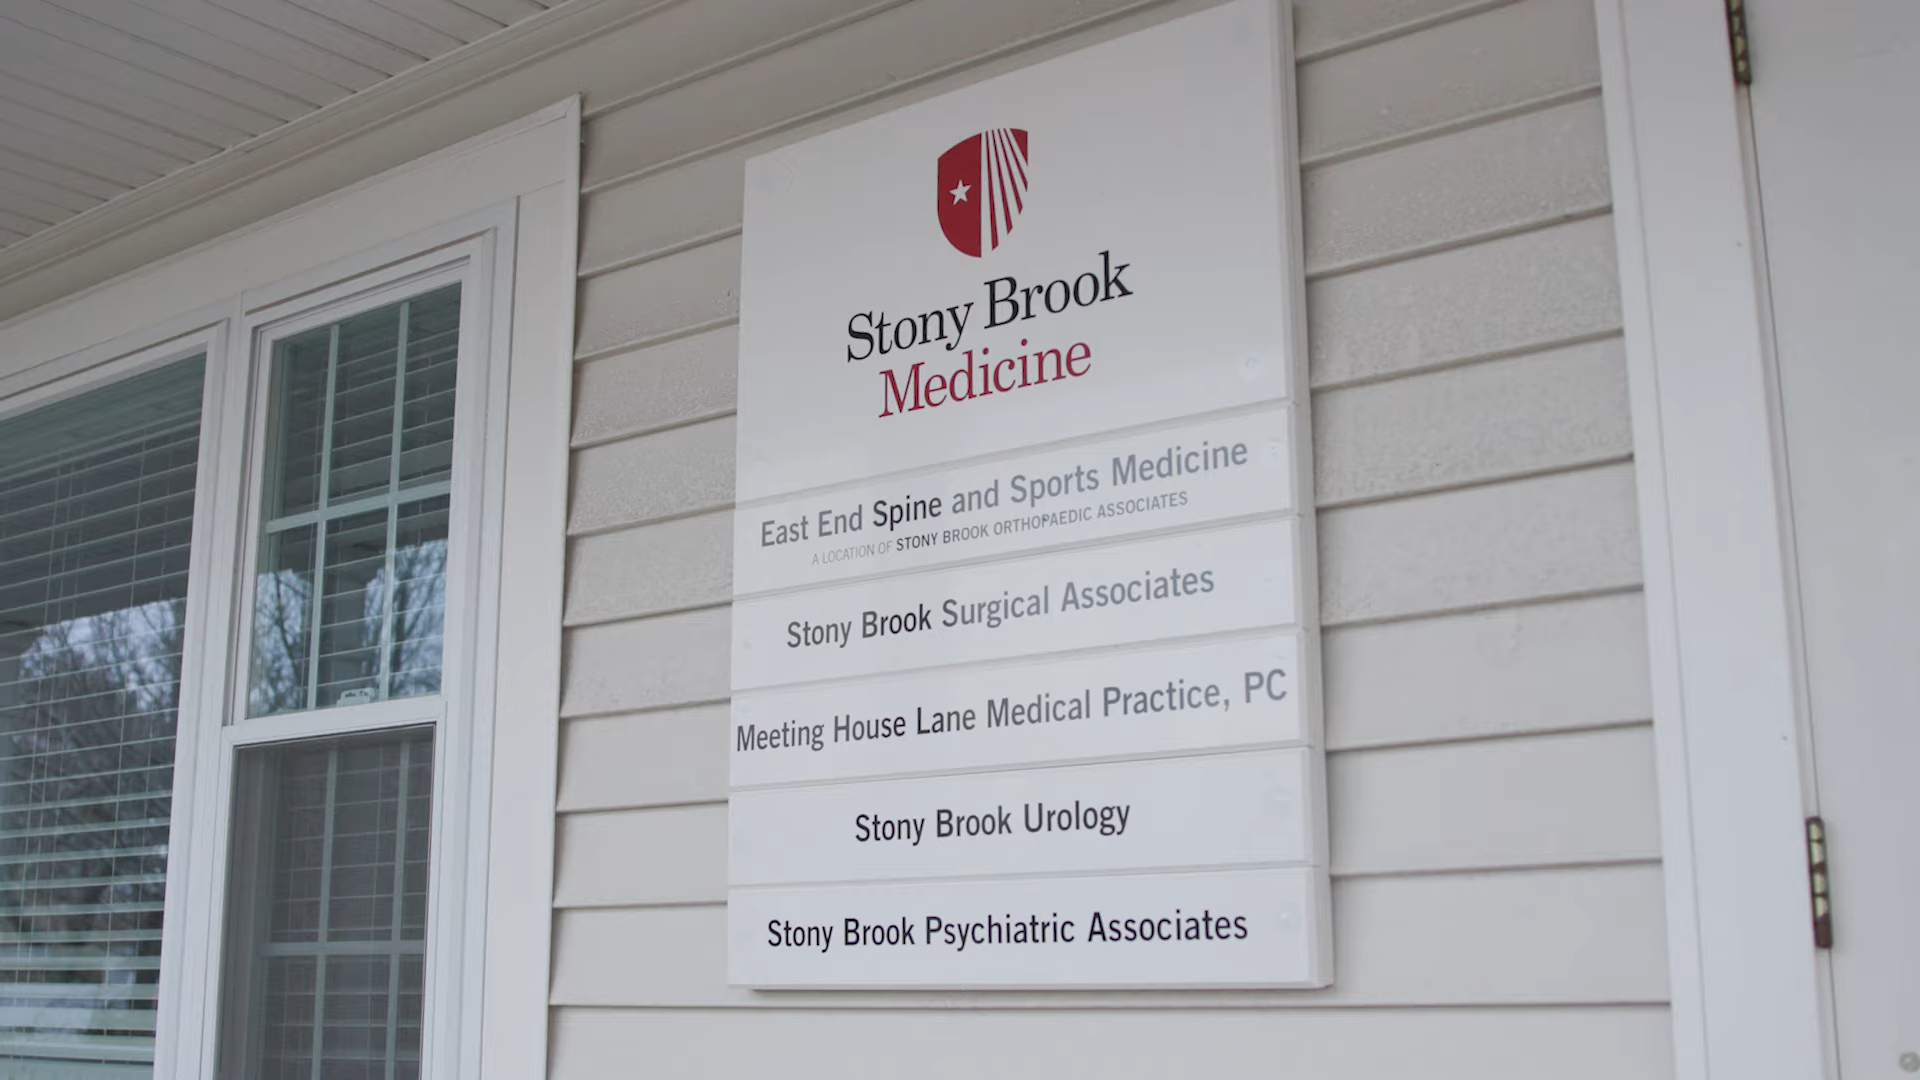 Stony Brook
Medicine
East End Spine and Sports Medicine
A LOCATION OF STONY BROOK ORTHOPAEDIC ASSOCIATES
Stony Brook Surgical Associates
Meeting House Lane Medical Practice, PC
Stony Brook Urology
Stony Brook Psychiatric Associates